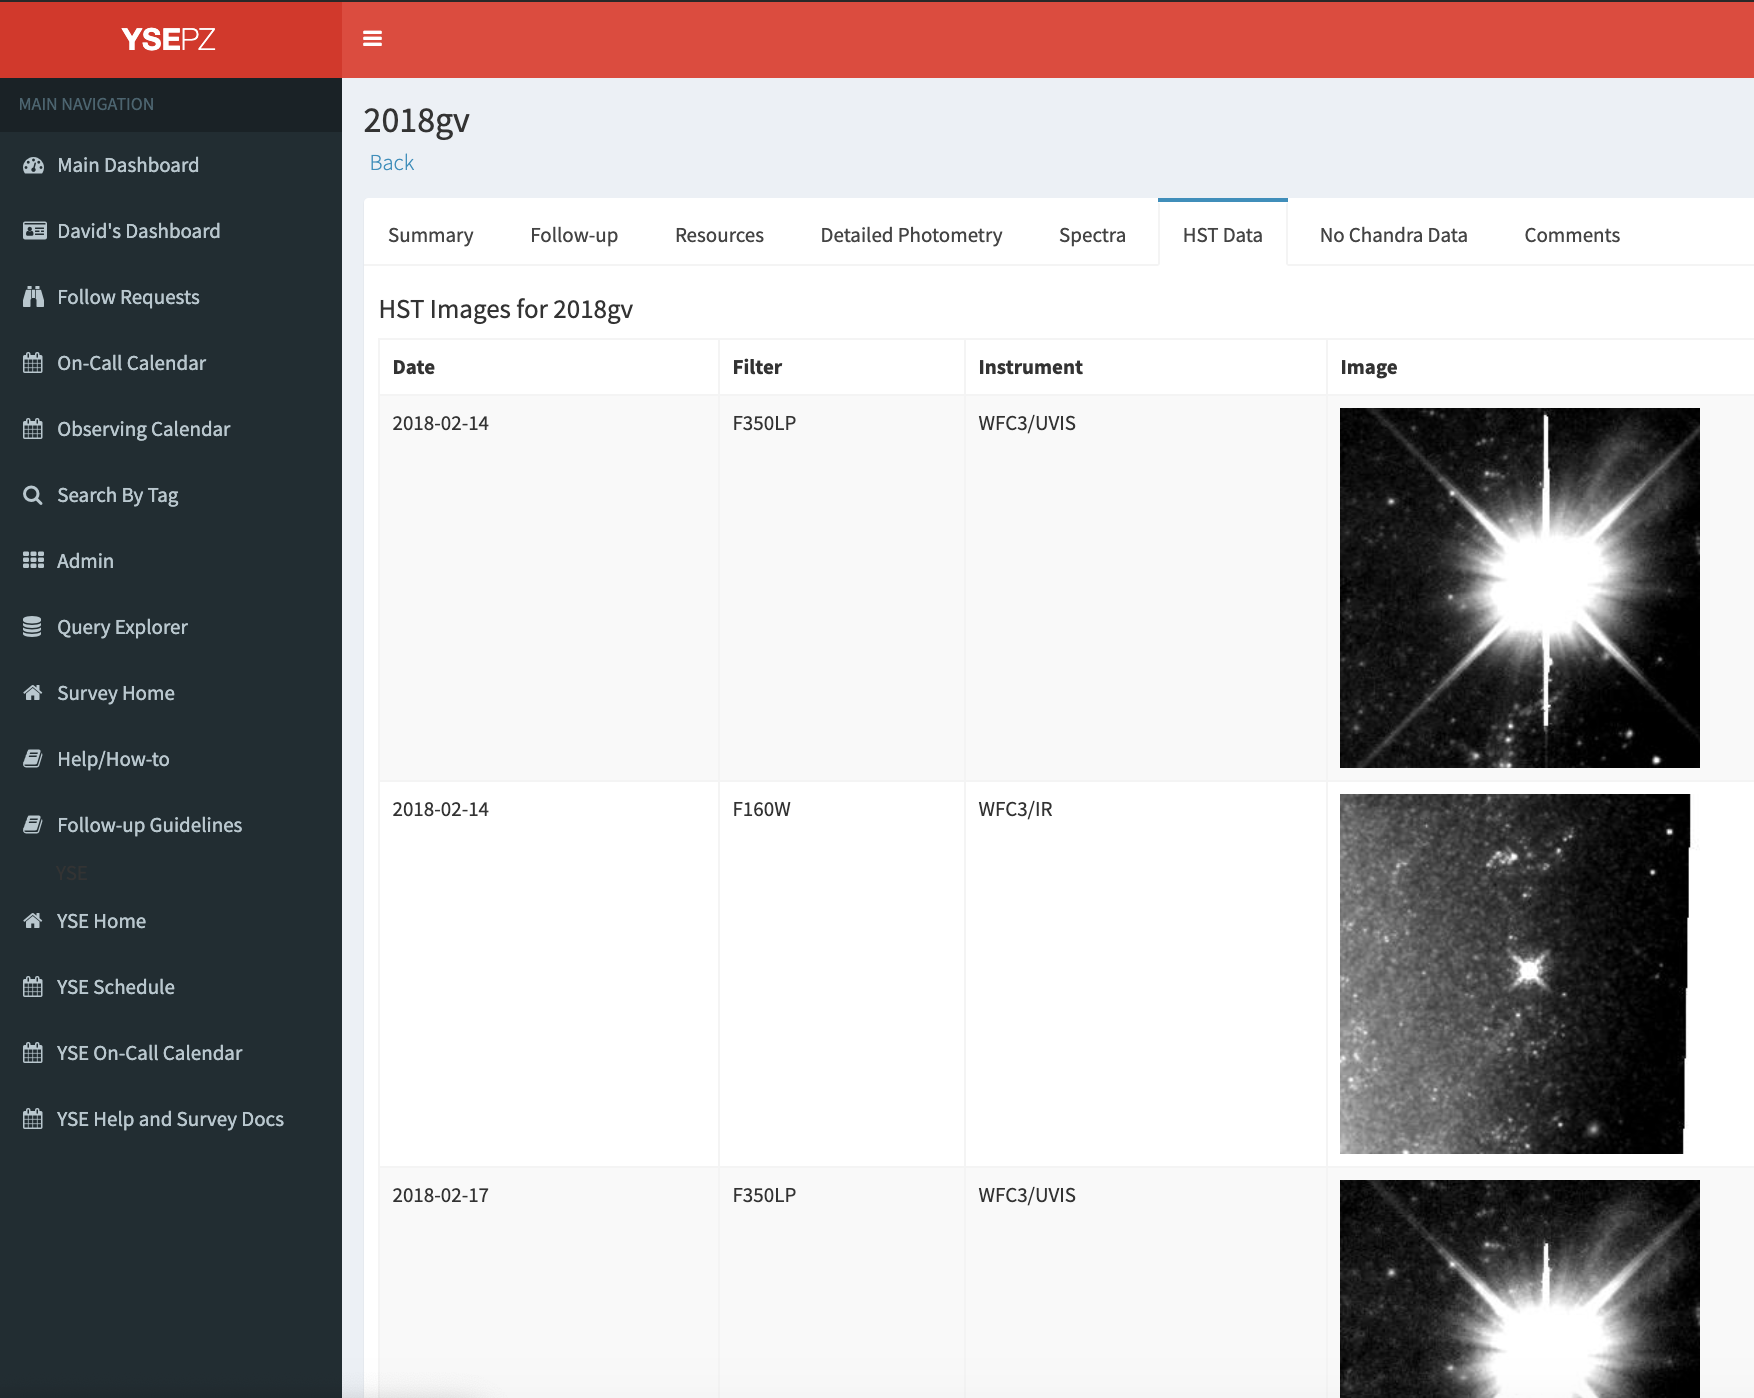 YSEPZ
MAIN NAVIGATION
Main Dashboard
David's Dashboard
Follow Requests
On-Call Calendar
Observing Calendar
Search By Tag
Admin
Query Explorer
Survey Home
Help/How-to
Follow-up Guidelines
YSE
YSE Home
YSE Schedule
YSE On-Call Calendar
YSE Help and Survey Docs
2018gv
Back
Summary Follow-up Resources Detailed Photometry Spectra HST Data No Chandra Data Comments
HST Images for 2018gv
Date Filter Instrument Image
2018-02-14 F350LP WFC3/UVIS
2018-02-14 F160W WFC3/IR
2018-02-17 F350LP WFC3/UVIS